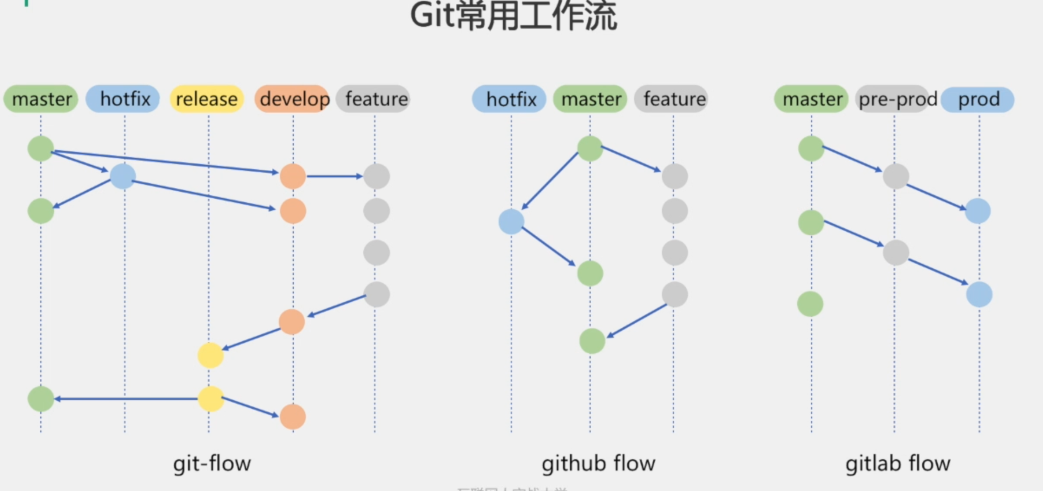 Git常用工作流
master hotfix release develop feature
hotfix master feature
master pre-prod prod
git-flow
github flow
gitlab flow